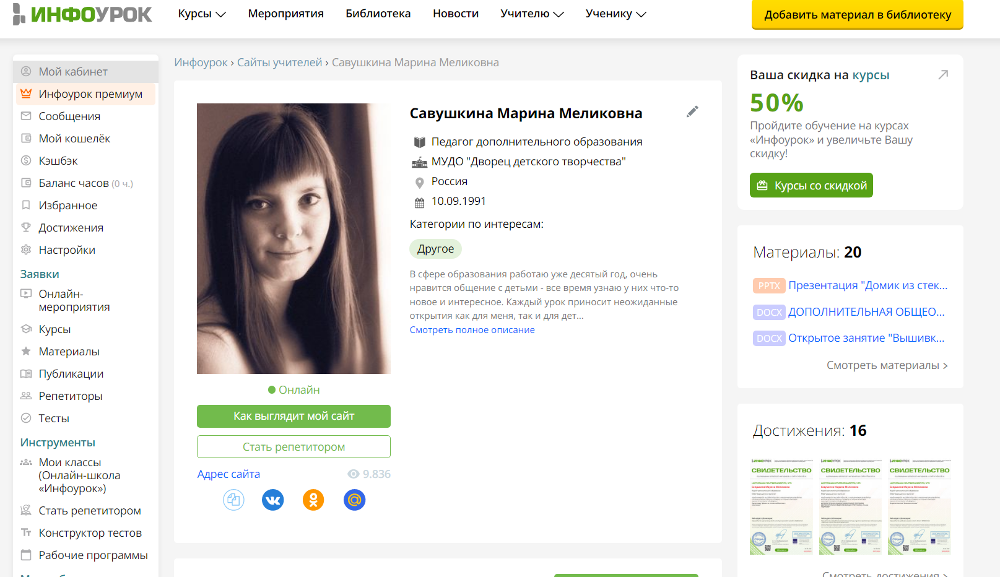 ИНФОУРОК
Курсы
Мероприятия
Библиотека
Новости
Учителю
Ученику
Добавить материал в библиотеку
Мой кабинет
Инфоурок премиум
Сообщения
Мой кошелёк
Кэшбэк
Баланс часов (0 ч.)
Избранное
Достижения
Настройки
Заявки
Онлайн-
мероприятия
Курсы
Материалы
Публикации
Репетиторы
Тесты
Инструменты
Мои классы
(Онлайн-школа
«Инфоурок»)
Стать репетитором
Конструктор тестов
Рабочие программы
Инфоурок › Сайты учителей › Савушкина Марина Меликовна
Савушкина Марина Меликовна
Педагог дополнительного образования
МУДО "Дворец детского творчества"
Россия
10.09.1991
Категории по интересам:
Другое
В сфере образования работаю уже десятый год, очень
нравится общение с детьми - все время узнаю у них что-то
новое и интересное. Каждый урок приносит неожиданные
открытия как для меня, так и для дет...
Смотреть полное описание
Онлайн
Как выглядит мой сайт
Стать репетитором
Адрес сайта
9.836
Ваша скидка на курсы
50%
Пройдите обучение на курсах
«Инфоурок» и увеличьте Вашу
скидку!
Курсы со скидкой
Материалы: 20
PPTX Презентация "Домик из стек...
DOCX ДОПОЛНИТЕЛЬНАЯ ОБЩЕО...
DOCX Открытое занятие "Вышивк...
Смотреть материалы >
Достижения: 16
СВИДЕТЕЛЬСТВО
СВИДЕТЕЛЬСТВО
СВИДЕТЕЛЬСТВО
Смотреть достижения >